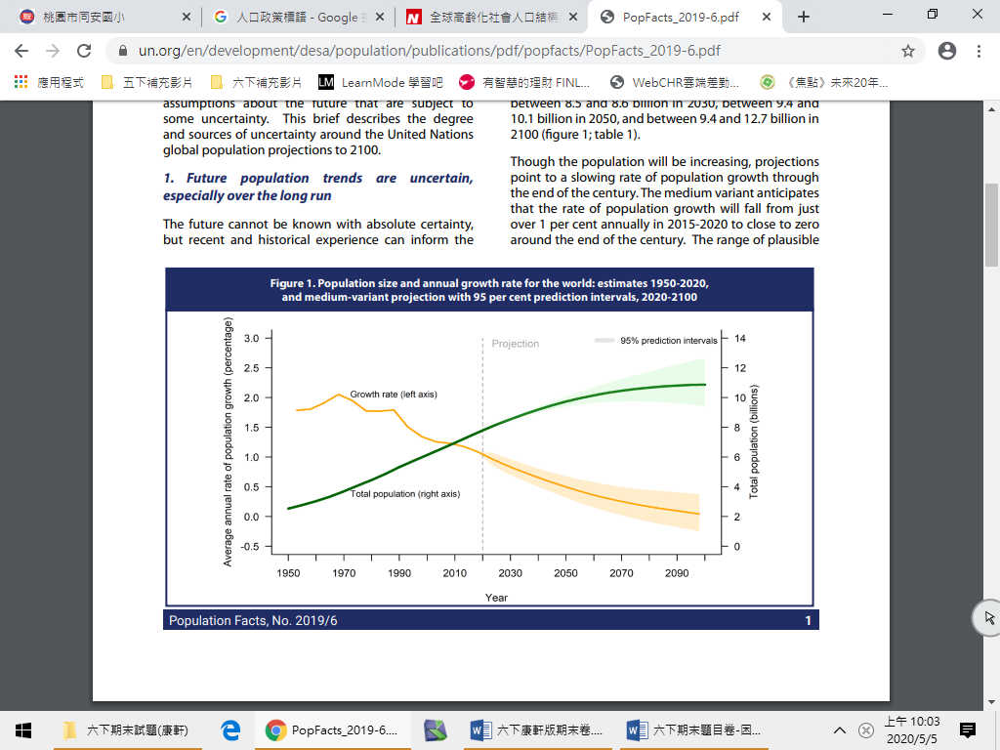 桃園市同安國小
人口政策標語 - Google
全球高齡化社會人口結構
PopFacts_2019-6.pdf
un.org/en/development/desa/population/publications/pdf/popfacts/PopFacts_2019-6.pdf
應用程式
五下補充影片
六下補充影片
LM
LearnMode 學習吧
有智慧的理財 FINL...
WebCHR雲端差勤...
《焦點》未來20年...
assumptions about the future that are subject to
some uncertainty. This brief describes the degree
and sources of uncertainty around the United Nations
global population projections to 2100.
1. Future population trends are uncertain,
especially over the long run
The future cannot be known with absolute certainty,
but recent and historical experience can inform the
between 8.5 and 8.6 billion in 2030, between 9.4 and
10.1 billion in 2050, and between 9.4 and 12.7 billion in
2100 (figure 1; table 1).
Though the population will be increasing, projections
point to a slowing rate of population growth through
the end of the century. The medium variant anticipates
that the rate of population growth will fall from just
over 1 per cent annually in 2015-2020 to close to zero
around the end of the century. The range of plausible
Figure 1. Population size and annual growth rate for the world: estimates 1950-2020,
and medium-variant projection with 95 per cent prediction intervals, 2020-2100
Average annual rate of population growth (percentage)
3.0
2.5
2.0
1.5
1.0
0.5
0.0
-0.5
Projection
95% prediction intervals
Growth rate (left axis)
Total population (right axis)
14
12
10
8
6
4
2
0
Total population (billions)
1950 1970 1990 2010 2030 2050 2070 2090
Year
Population Facts, No. 2019/6 1
六下期末試題(康軒)
PopFacts_2019-6....
六下康軒版期末卷....
六下期末題目卷-困...
上午 10:03
2020/5/5